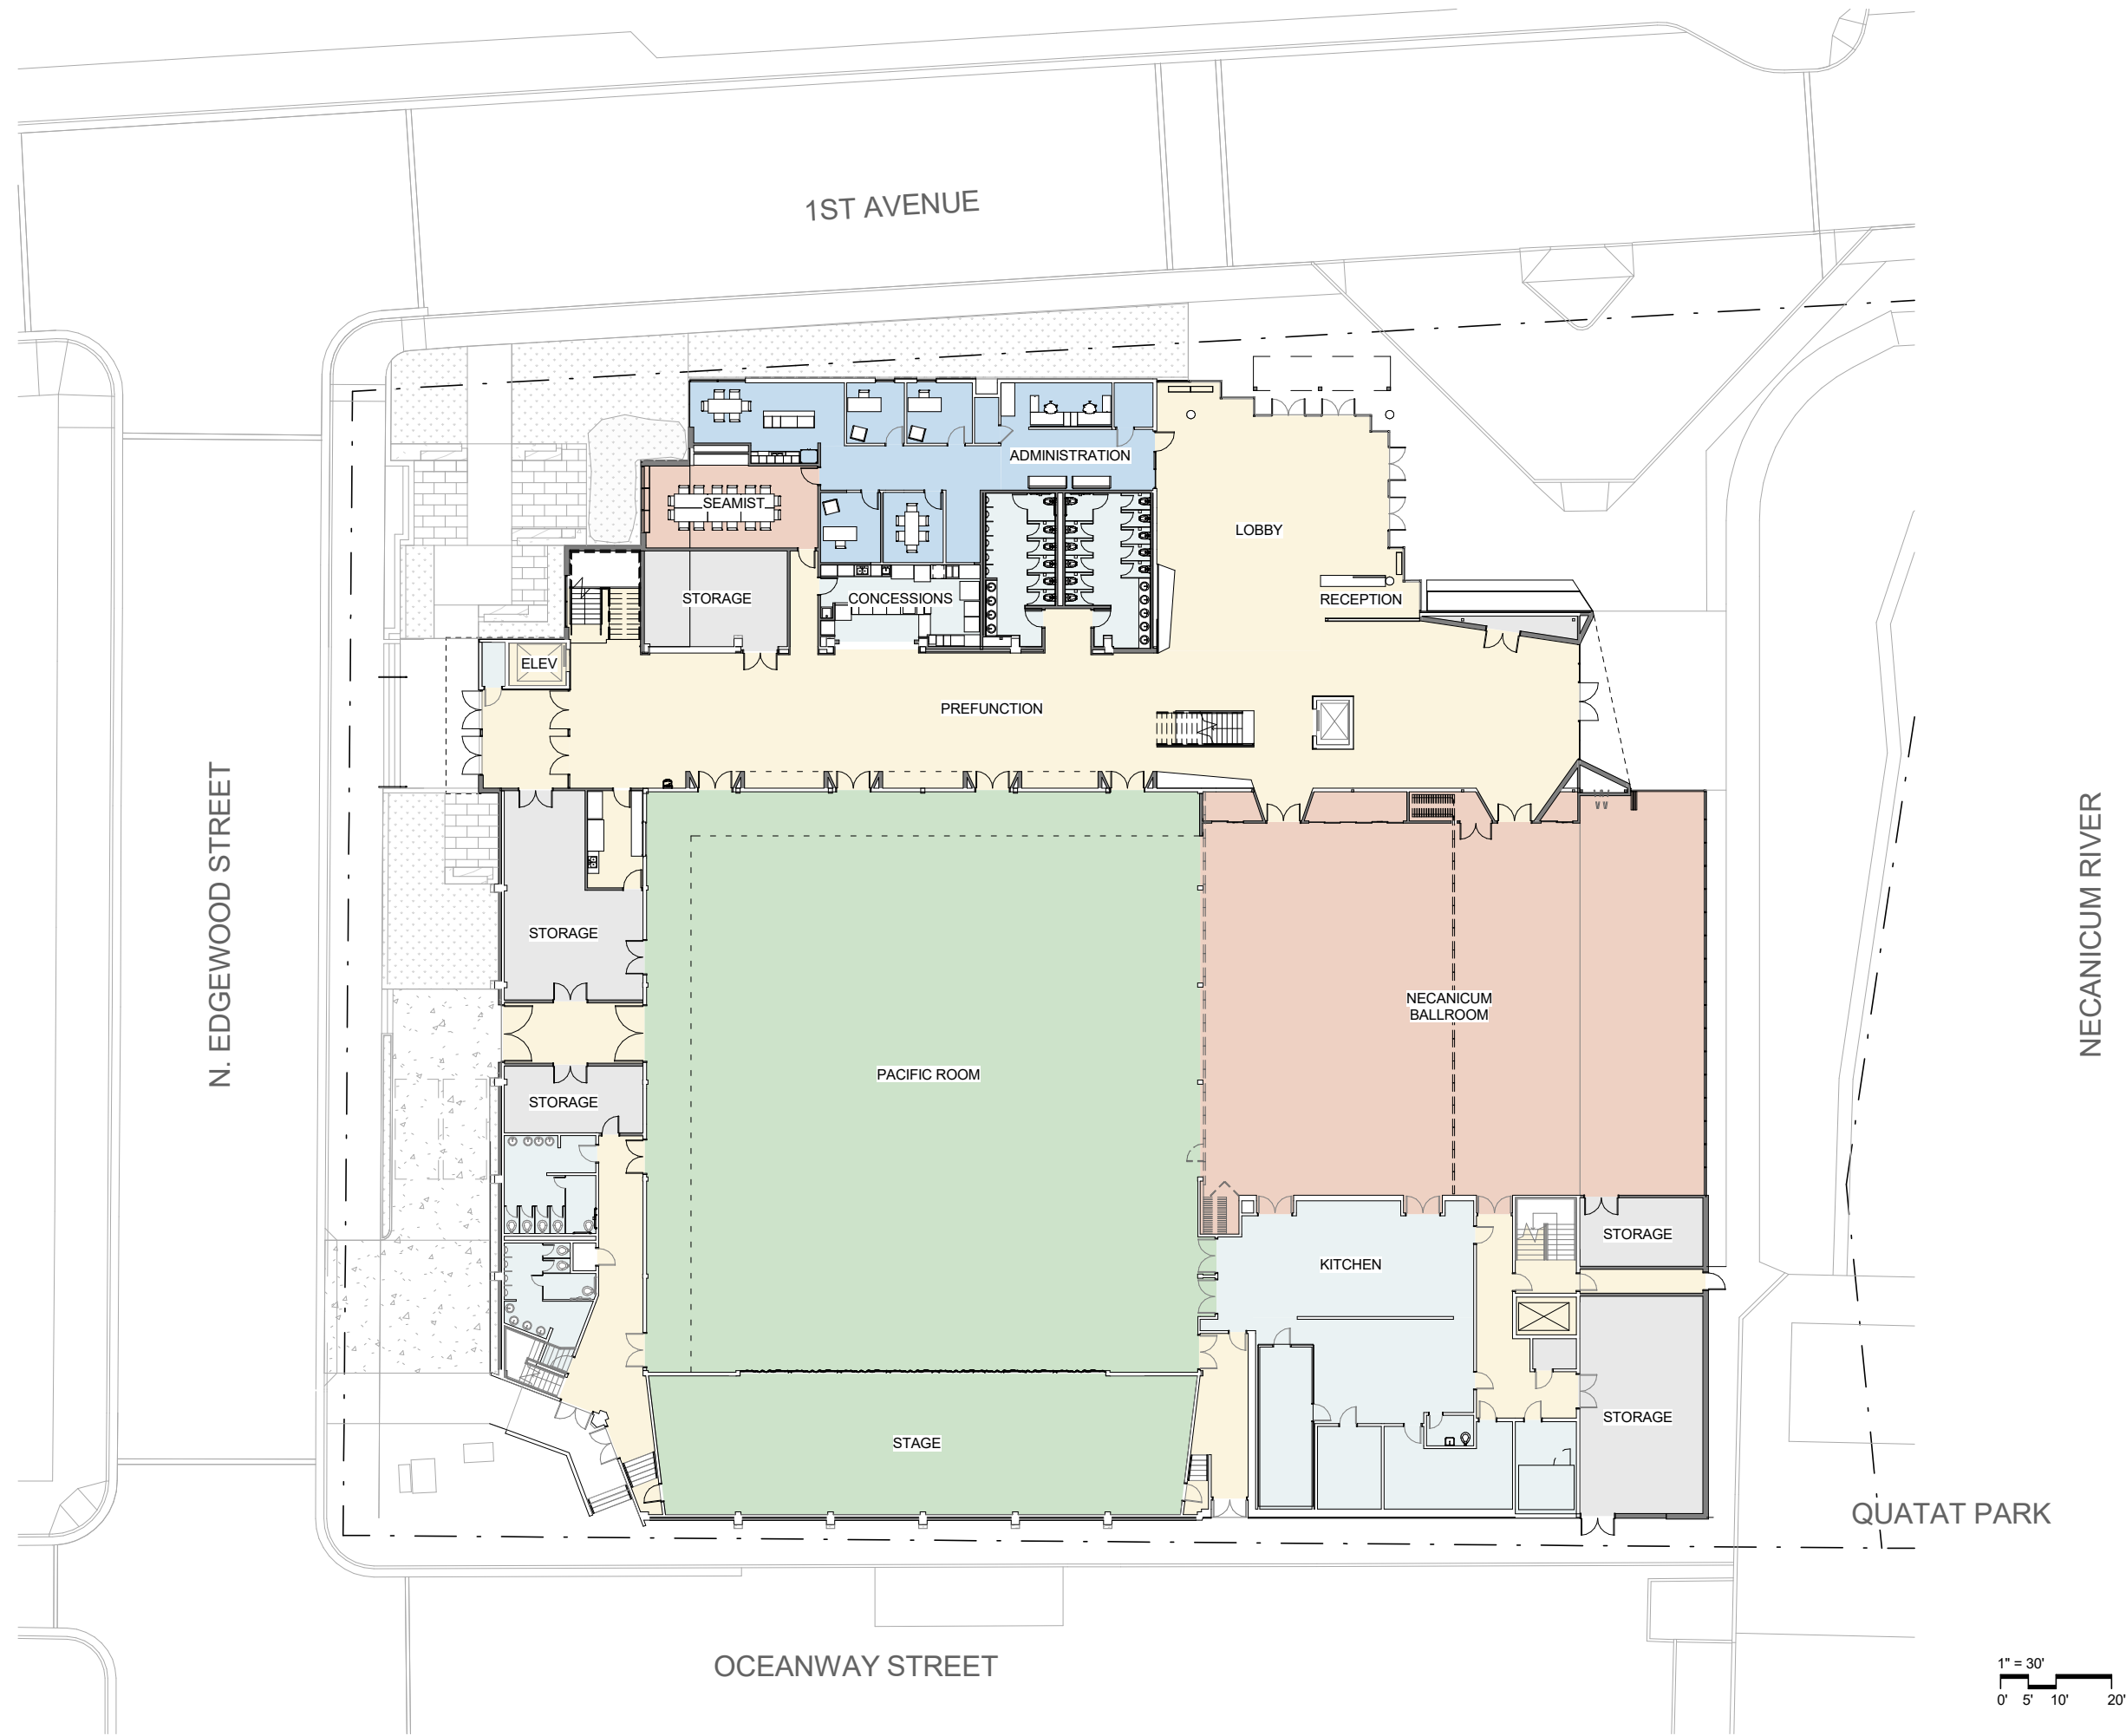 1ST AVENUE
ADMINISTRATION
SEAMIST
LOBBY
STORAGE
CONCESSIONS
RECEPTION
ELEV
PREFUNCTION
N. EDGEWOOD STREET
NECANICUM RIVER
STORAGE
NECANICUM
BALLROOM
PACIFIC ROOM
STORAGE
STORAGE
KITCHEN
STORAGE
STAGE
QUATAT PARK
OCEANWAY STREET
1" = 30'
0' 5' 10' 20'